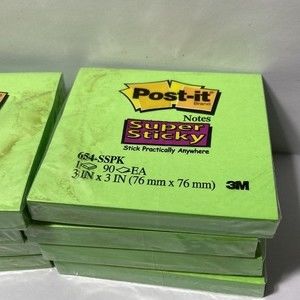 Post-it
Brand
Notes
Super
Sticky
Stick Practically Anywhere
654-SSPK
1 90 EA
3 IN x 3 IN (76 mm x 76 mm)
3M